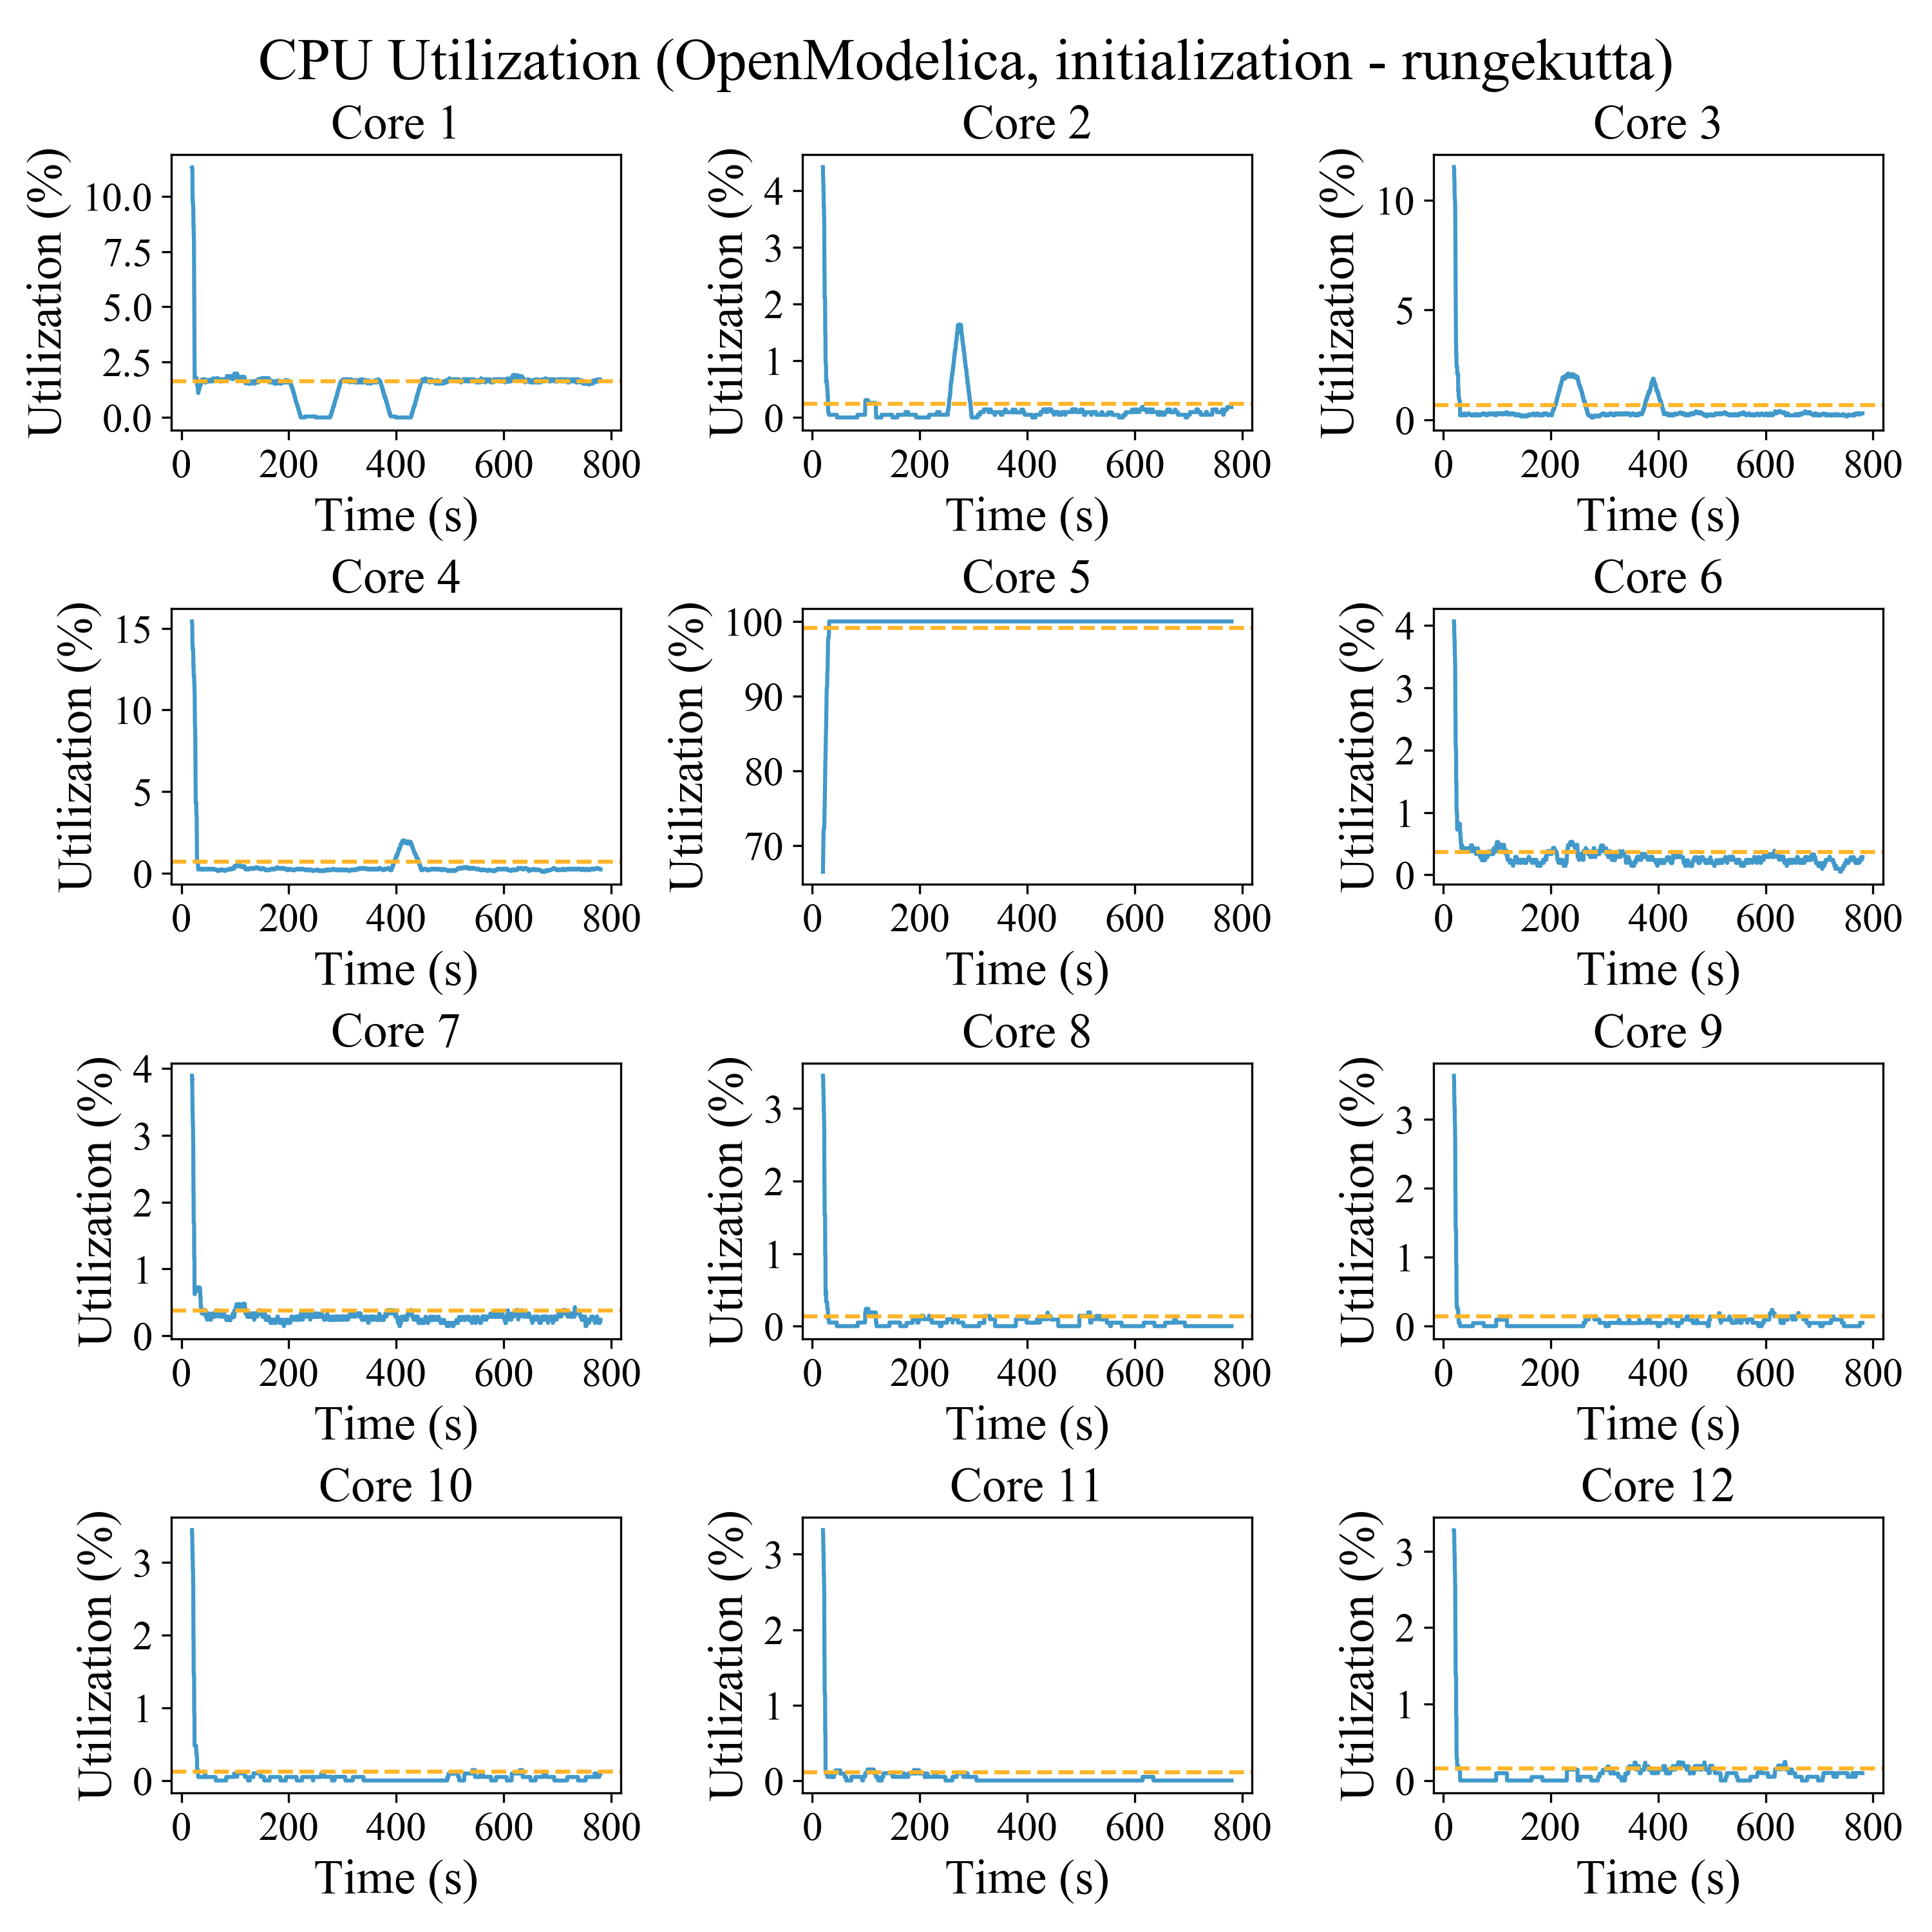 CPU Utilization (OpenModelica, initialization - rungekutta)
Core 1
Utilization (%)
10.0
7.5
5.0
2.5
0.0
0 200 400 600 800
Time (s)
Core 2
Utilization (%)
4
3
2
1
0
0 200 400 600 800
Time (s)
Core 3
Utilization (%)
10
5
0
0 200 400 600 800
Time (s)
Core 4
Utilization (%)
15
10
5
0
0 200 400 600 800
Time (s)
Core 5
Utilization (%)
100
90
80
70
0 200 400 600 800
Time (s)
Core 6
Utilization (%)
4
3
2
1
0
0 200 400 600 800
Time (s)
Core 7
Utilization (%)
4
3
2
1
0
0 200 400 600 800
Time (s)
Core 8
Utilization (%)
3
2
1
0
0 200 400 600 800
Time (s)
Core 9
Utilization (%)
3
2
1
0
0 200 400 600 800
Time (s)
Core 10
Utilization (%)
3
2
1
0
0 200 400 600 800
Time (s)
Core 11
Utilization (%)
3
2
1
0
0 200 400 600 800
Time (s)
Core 12
Utilization (%)
3
2
1
0
0 200 400 600 800
Time (s)